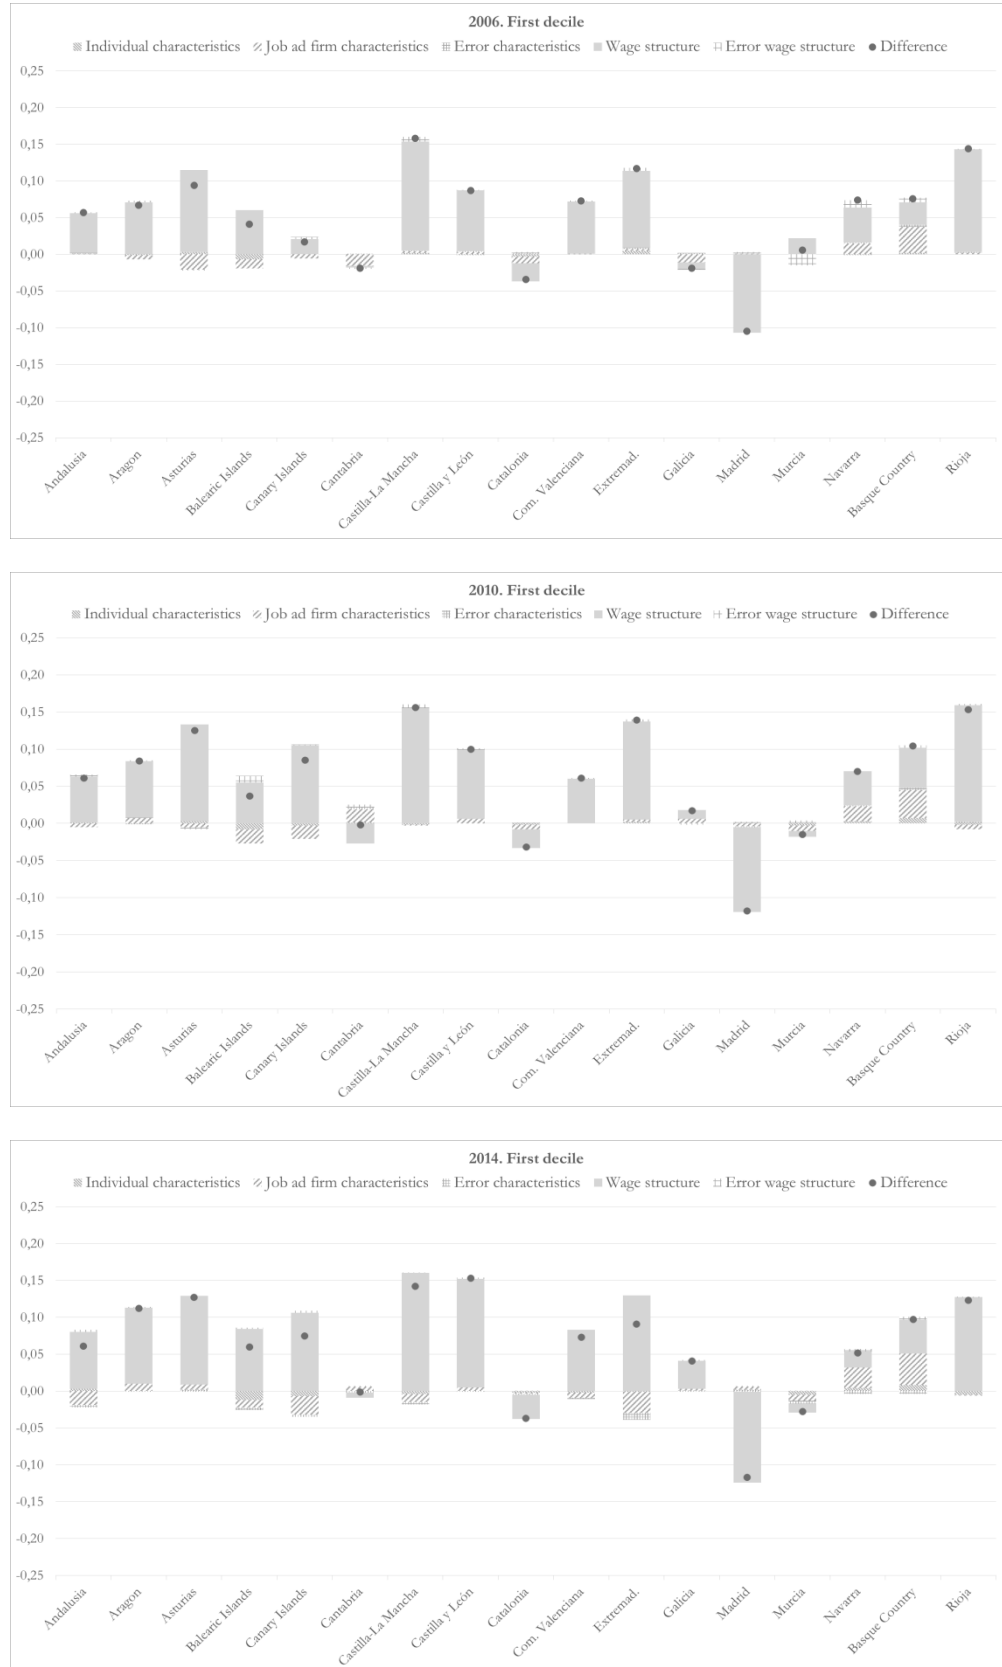 2006. First decile
Individual characteristics Job ad firm characteristics Error characteristics Wage structure Error wage structure Difference
0,25
0,20
0,15
0,10
0,05
0,00
-0,05
-0,10
-0,15
-0,20
-0,25
Andalusia
Aragon
Asturias
Balearic Islands
Canary Islands
Cantabria
Castilla-La Mancha
Castilla y León
Catalonia
Com. Valenciana
Extremad.
Galicia
Madrid
Murcia
Navarra
Basque Country
Rioja
2010. First decile
Individual characteristics Job ad firm characteristics Error characteristics Wage structure Error wage structure Difference
0,25
0,20
0,15
0,10
0,05
0,00
-0,05
-0,10
-0,15
-0,20
-0,25
Andalusia
Aragon
Asturias
Balearic Islands
Canary Islands
Cantabria
Castilla-La Mancha
Castilla y León
Catalonia
Com. Valenciana
Extremad.
Galicia
Madrid
Murcia
Navarra
Basque Country
Rioja
2014. First decile
Individual characteristics Job ad firm characteristics Error characteristics Wage structure Error wage structure Difference
0,25
0,20
0,15
0,10
0,05
0,00
-0,05
-0,10
-0,15
-0,20
-0,25
Andalusia
Aragon
Asturias
Balearic Islands
Canary Islands
Cantabria
Castilla-La Mancha
Castilla y León
Catalonia
Com. Valenciana
Extremad.
Galicia
Madrid
Murcia
Navarra
Basque Country
Rioja